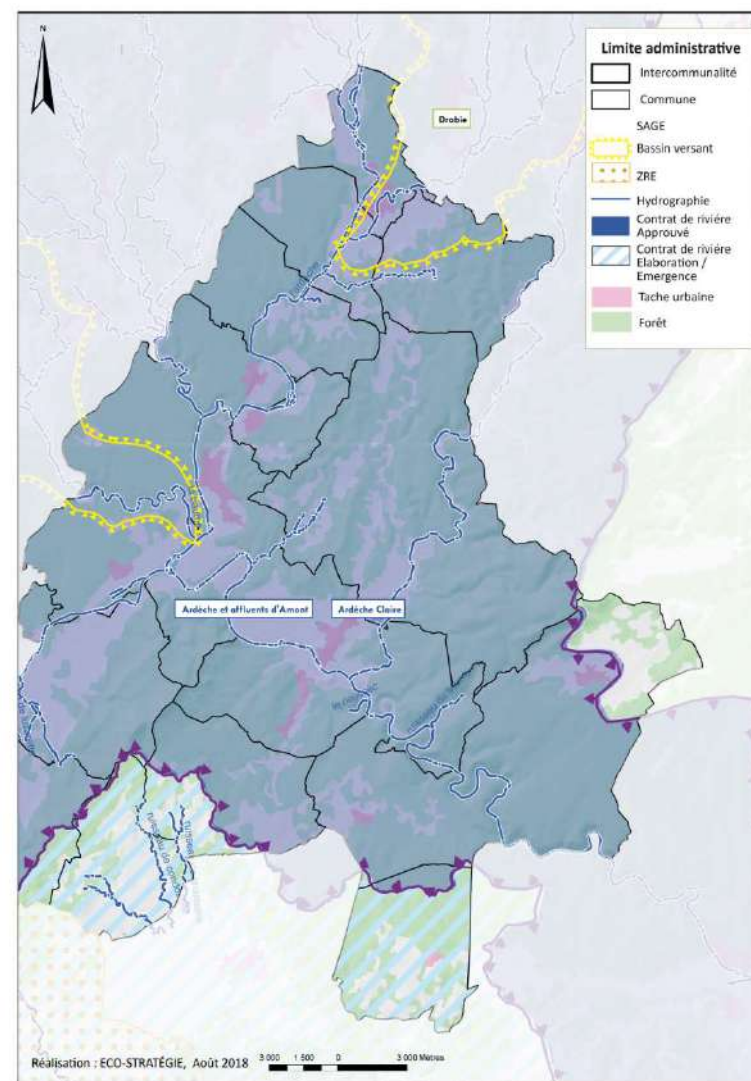 N
Drobie
Limite administrative
Intercommunalité
Commune
SAGE
Bassin versant
ZRE
Hydrographie
Contrat de rivière
Approuvé
Contrat de rivière
Elaboration /
Emergence
Tache urbaine
Forêt
Ardèche et affluents d'Amont
Ardèche Claire
ruisseau de
Réalisation : ECO-STRATÉGIE, Août 2018
3 000 1 500 0 3 000 Mètres